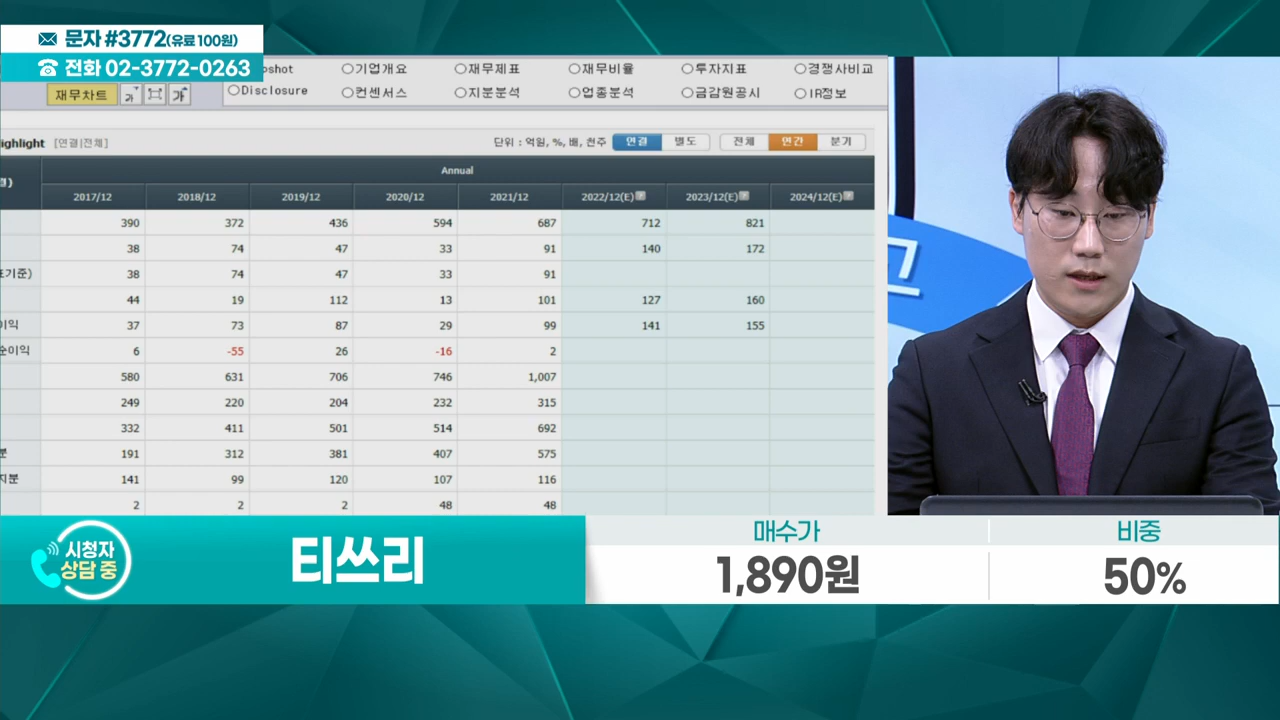 문자 #3772(유료 100원)
전화 02-3772-0263
pshot ○기업개요 ○재무제표 ○재무비율 ○투자지표 ○경쟁사비교
재무차트 가 가 ○Disclosure ○컨센서스 ○지분분석 ○업종분석 ○금감원공시 ○IR정보
ighlight [연결|전체] 단위 : 억원, %, 배, 천주 연결 별도 전체 연간 분기
Annual
2017/12 2018/12 2019/12 2020/12 2021/12 2022/12(E) 2023/12(E) 2024/12(E)
390 372 436 594 687 712 821
38 74 47 33 91 140 172
표기준) 38 74 47 33 91
44 19 112 13 101 127 160
이익 37 73 87 29 99 141 155
순이익 6 -55 26 -16 2
580 631 706 746 1,007
249 220 204 232 315
332 411 501 514 692
분 191 312 381 407 575
지분 141 99 120 107 116
2 2 2 48 48
고
시청자
상담 중
티쓰리
매수가 비중
1,890원 50%